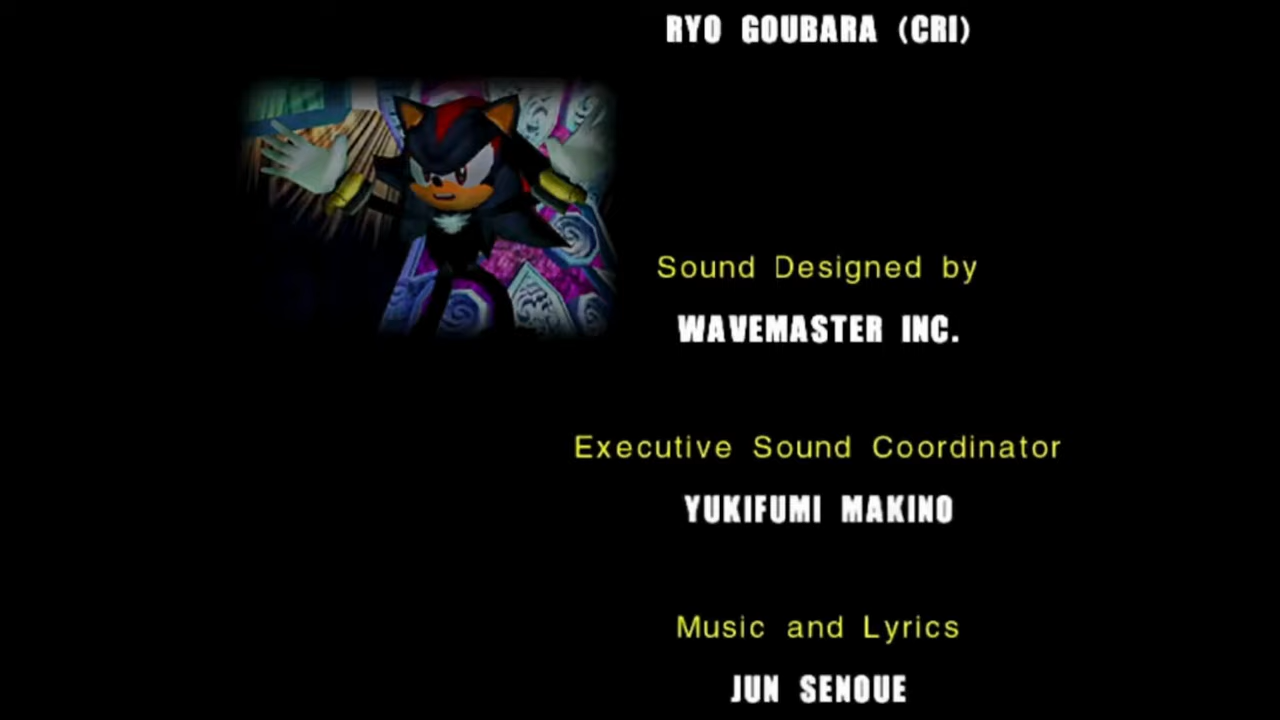 RYO GOUBARA (CRI)
Sound Designed by
WAVEMASTER INC.
Executive Sound Coordinator
YUKIFUMI MAKINO
Music and Lyrics
JUN SENOUE